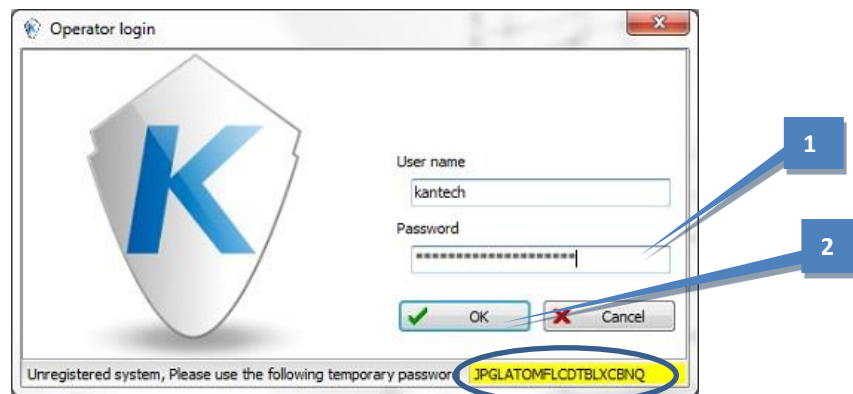 Operator login
User name
kantech
Password
********************
OK
Cancel
Unregistered system, Please use the following temporary password
JPGLATOMFLCDTBLXCBNQ
1
2